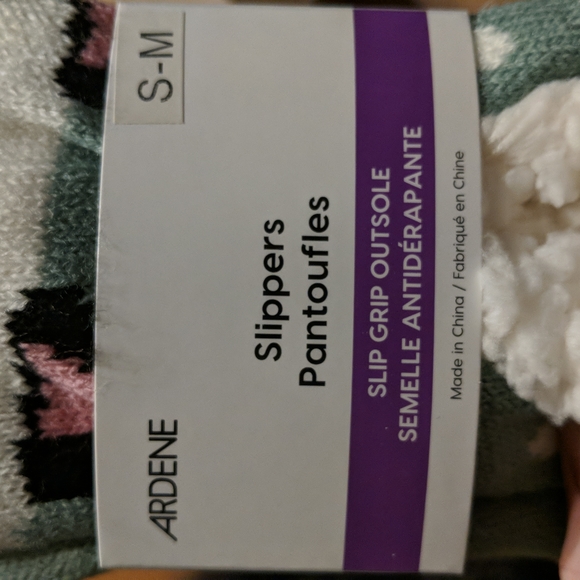 ARDENE
S-M
Slippers
Pantoufles
SLIP GRIP OUTSOLE
SEMELLE ANTIDÉRAPANTE
Made in China / Fabriqué en Chine